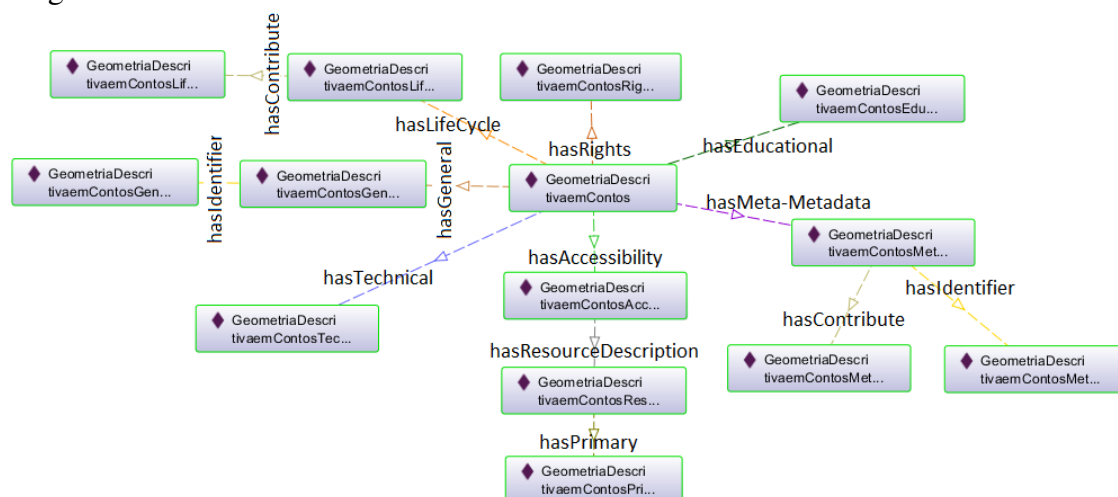 GeometriaDescri
tivaemContosLif...
hasContribute
GeometriaDescri
tivaemContosLif...
GeometriaDescri
tivaemContosRig...
GeometriaDescri
tivaemContosEdu...
hasLifeCycle
hasRights
hasEducational
GeometriaDescri
tivaemContosGen...
hasIdentifier
GeometriaDescri
tivaemContosGen...
hasGeneral
GeometriaDescri
tivaemContos
hasMeta-Metadata
GeometriaDescri
tivaemContosMet...
hasTechnical
hasAccessibility
GeometriaDescri
tivaemContosAcc...
hasIdentifier
GeometriaDescri
tivaemContosTec...
hasContribute
hasResourceDescription
GeometriaDescri
tivaemContosMet...
GeometriaDescri
tivaemContosMet...
GeometriaDescri
tivaemContosRes...
hasPrimary
GeometriaDescri
tivaemContosPri...